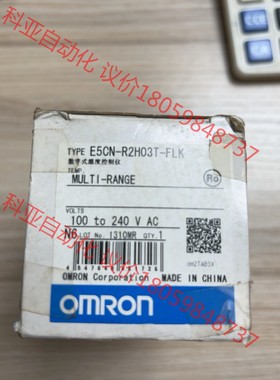 科亚自动化 议价18059848737
TYPE E5CN-R2H03T-FLK
数字式温度控制仪
TEMP.
MULTI-RANGE
Ro
VOLTS
100 to 240 V AC
N6 LOT No. 1310MR QTY. 1
OMRON
OMRON Corporation MADE IN CHINA
科亚自动化 议价18059848737